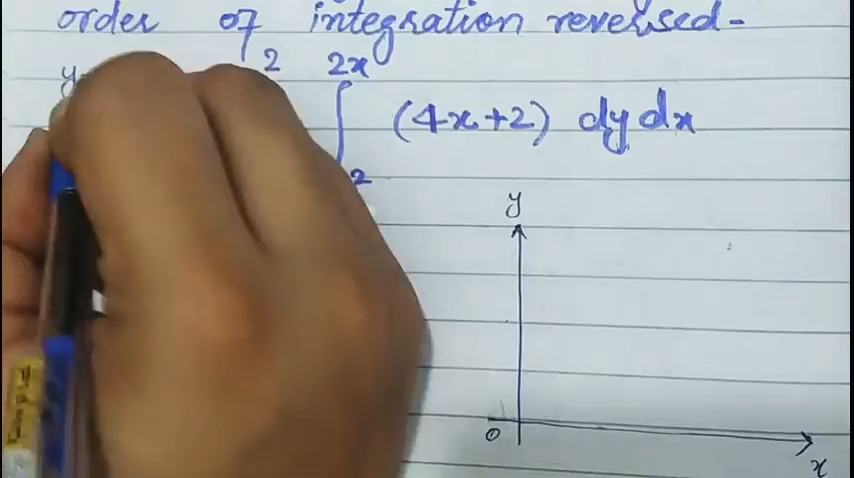 order of integration reversed-
y
2 ∫ 2x 2 (4x+2) dy dx
y
0
x